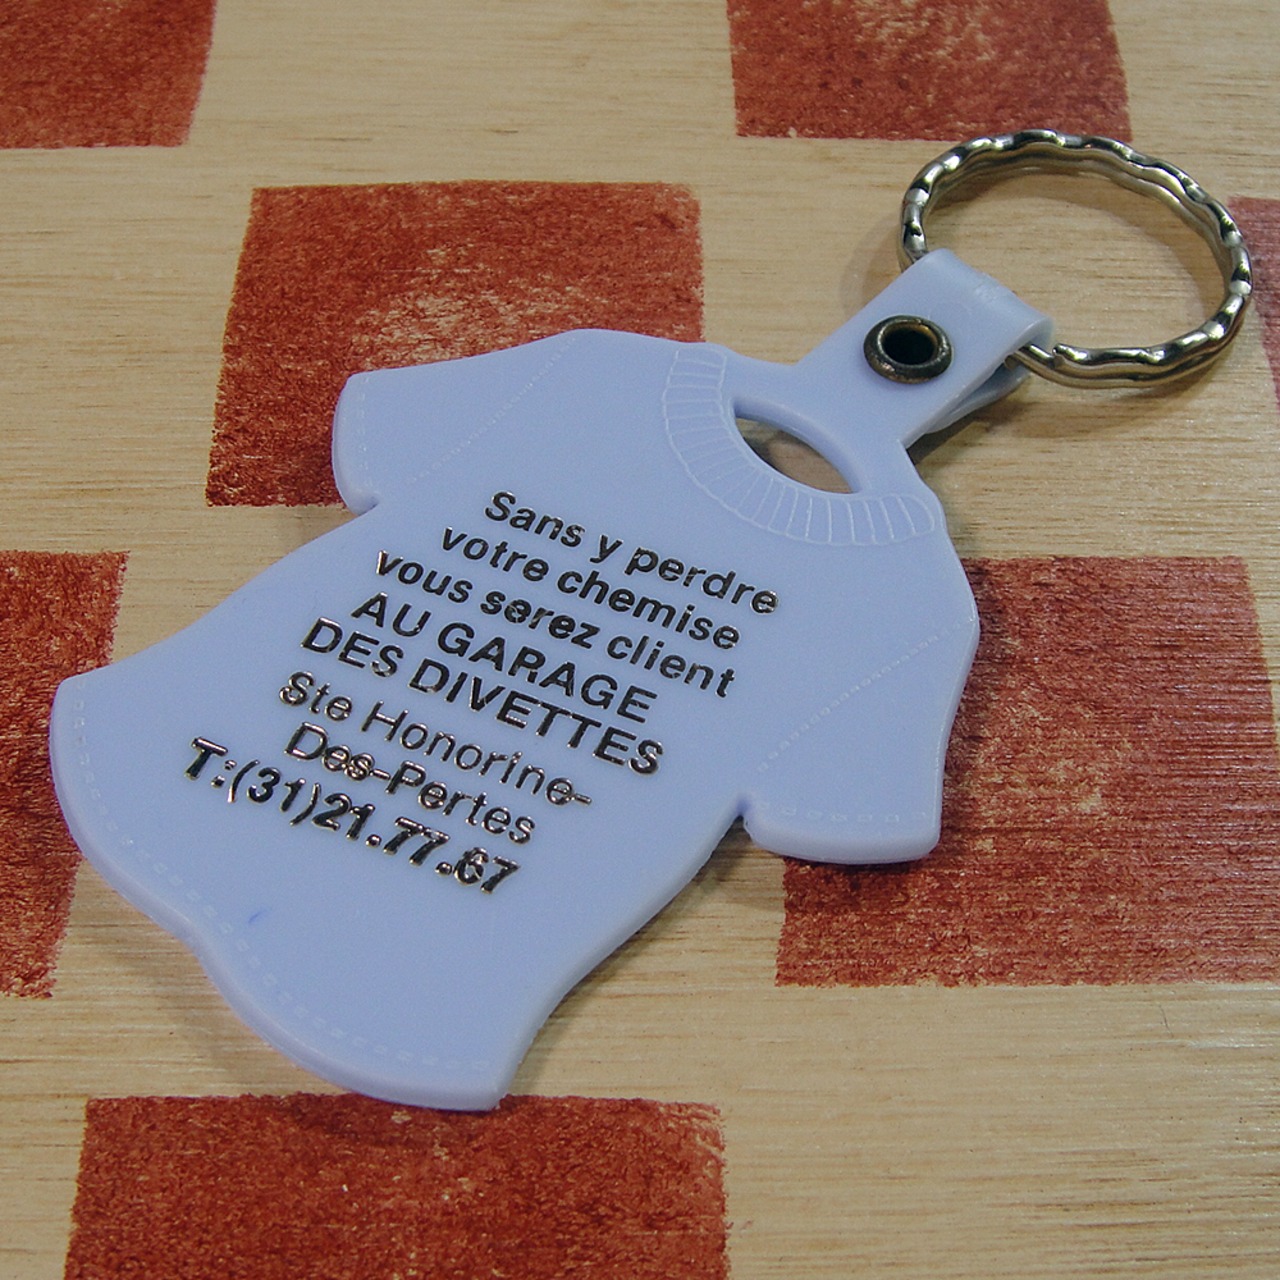 Sans y perdre
votre chemise
vous serez client
AU GARAGE
DES DIVETTES
Ste Honorine-
Des-Pertes
T:(31)21.77.67